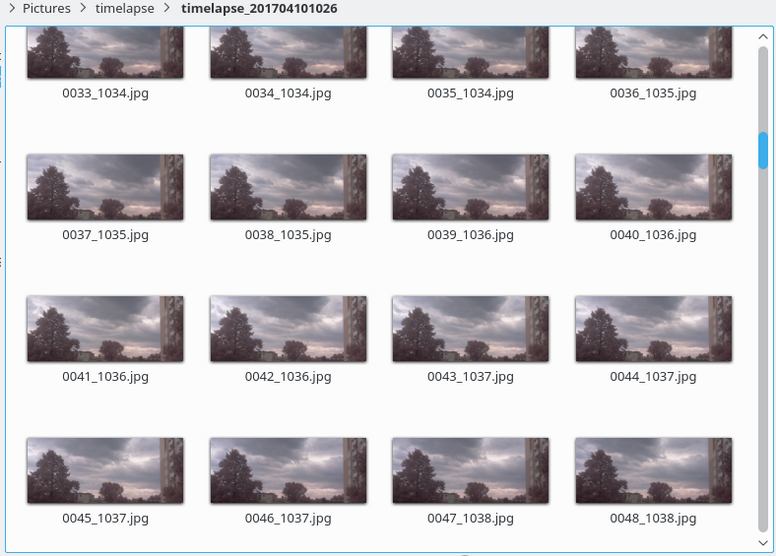 Pictures timelapse timelapse_201704101026
0033_1034.jpg 0034_1034.jpg 0035_1034.jpg 0036_1035.jpg
0037_1035.jpg 0038_1035.jpg 0039_1036.jpg 0040_1036.jpg
0041_1036.jpg 0042_1036.jpg 0043_1037.jpg 0044_1037.jpg
0045_1037.jpg 0046_1037.jpg 0047_1038.jpg 0048_1038.jpg